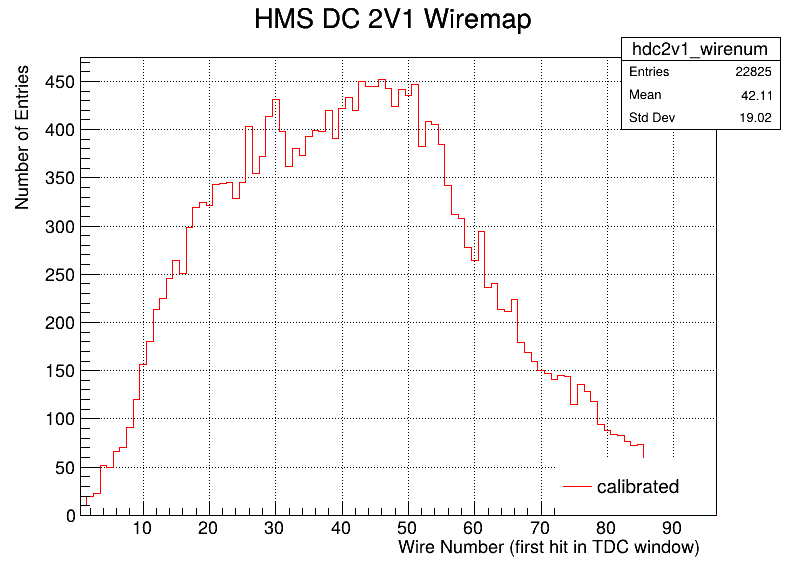 HMS DC 2V1 Wiremap
hdc2v1_wirenum
Entries 22825
Mean 42.11
Std Dev 19.02
Number of Entries
450
400
350
300
250
200
150
100
50
0
10 20 30 40 50 60 70 80 90
Wire Number (first hit in TDC window)
calibrated